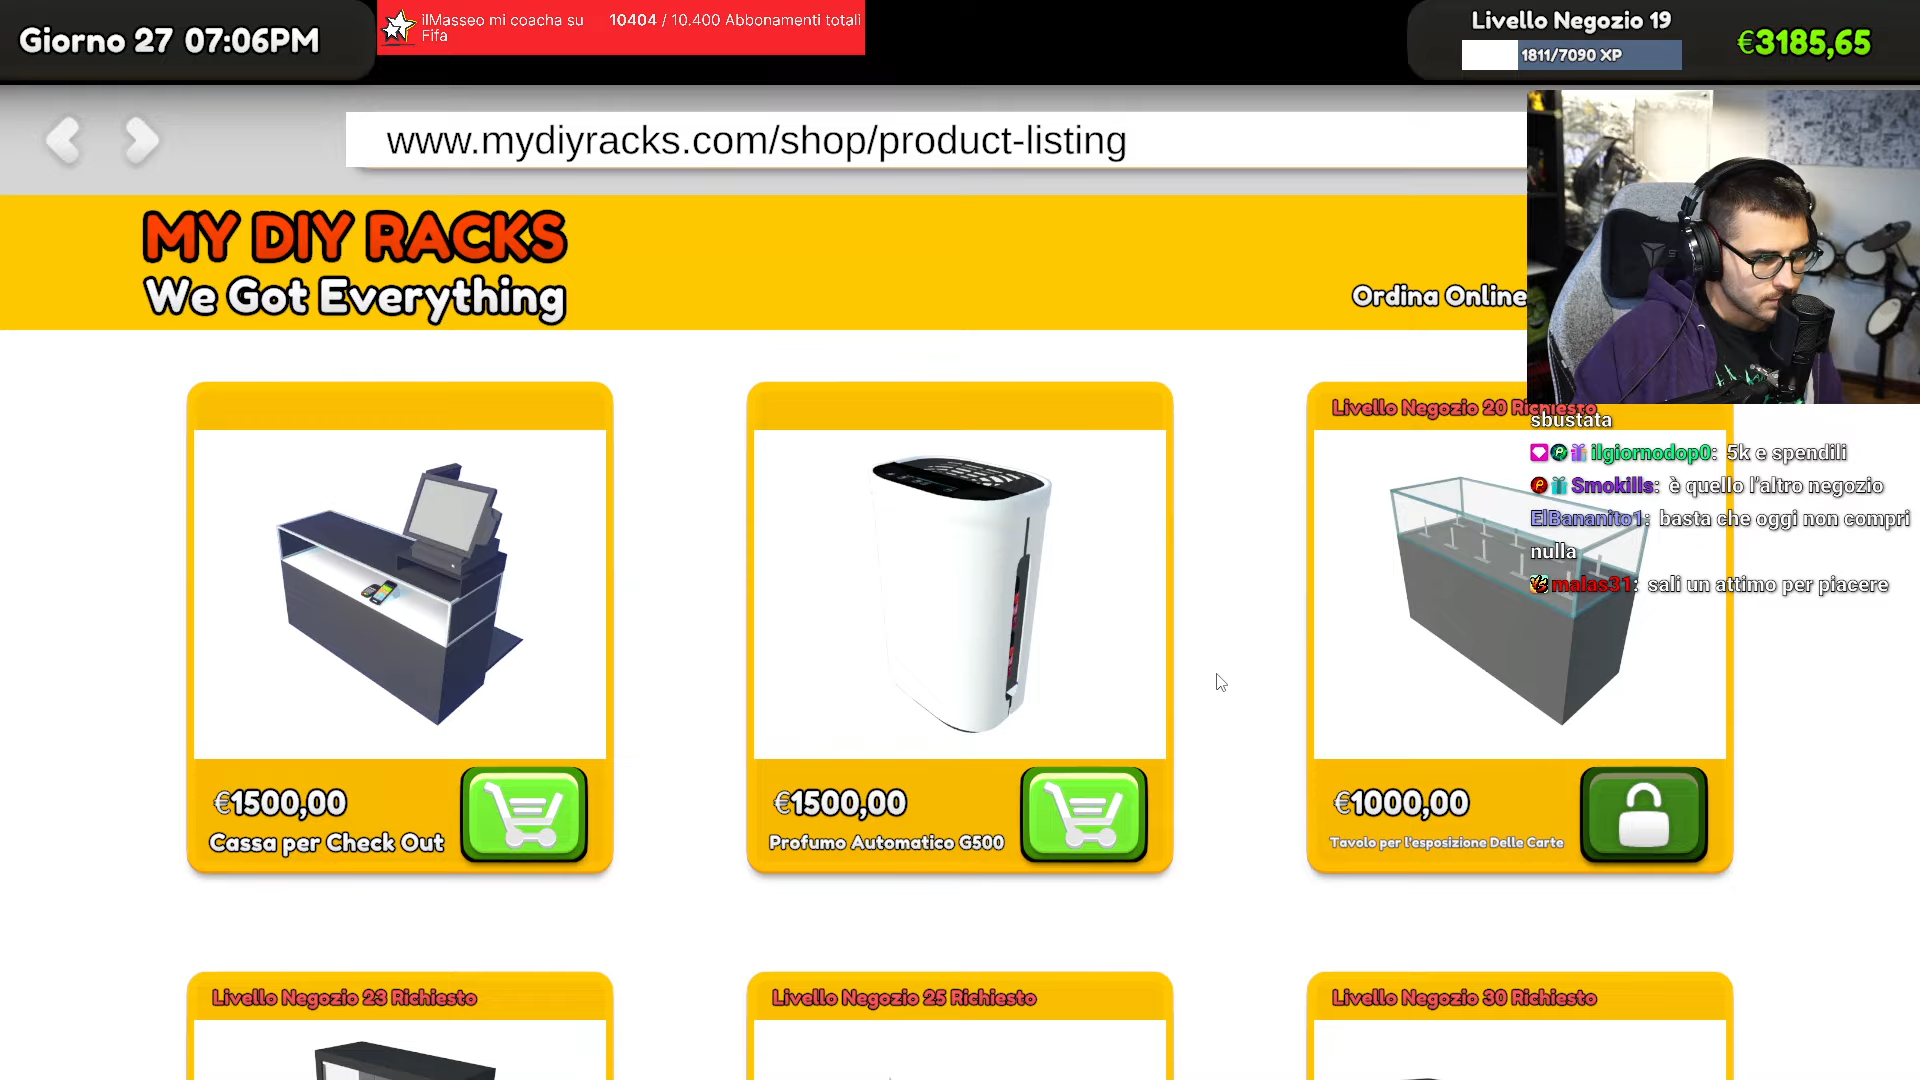 Giorno 27 07:06PM
ilMasseo mi coacha su
Fifa
10404 / 10.400 Abbonamenti totali
Livello Negozio 19
1811/7090 XP
€3185,65
www.mydiyracks.com/shop/product-listing
MY DIY RACKS
We Got Everything
Ordina Online
Livello Negozio 20 Richiesto
sbustata
ilgiornodop0: 5k e spendili
Smokills: è quello l'altro negozio
ElBananito1: basta che oggi non compri
nulla
malas31: sali un attimo per piacere
€1500,00
Cassa per Check Out
€1500,00
Profumo Automatico G500
€1000,00
Tavolo per l'esposizione Delle Carte
Livello Negozio 23 Richiesto
Livello Negozio 25 Richiesto
Livello Negozio 30 Richiesto